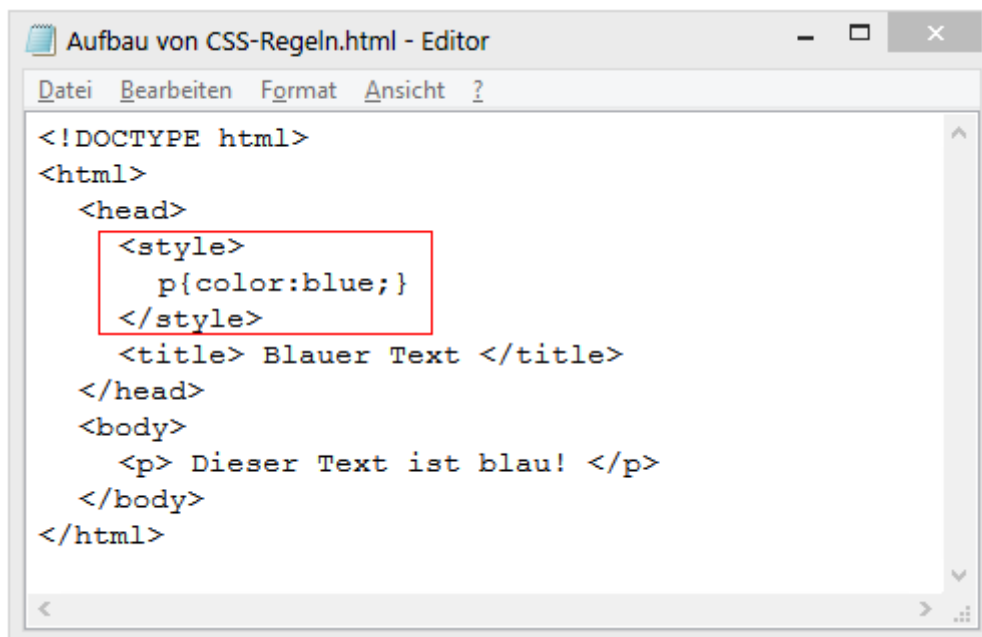 Aufbau von CSS-Regeln.html - Editor
Datei Bearbeiten Format Ansicht ?
<!DOCTYPE html>
<html>
  <head>
    <style>
      p{color:blue;}
    </style>
    <title> Blauer Text </title>
  </head>
  <body>
    <p> Dieser Text ist blau! </p>
  </body>
</html>